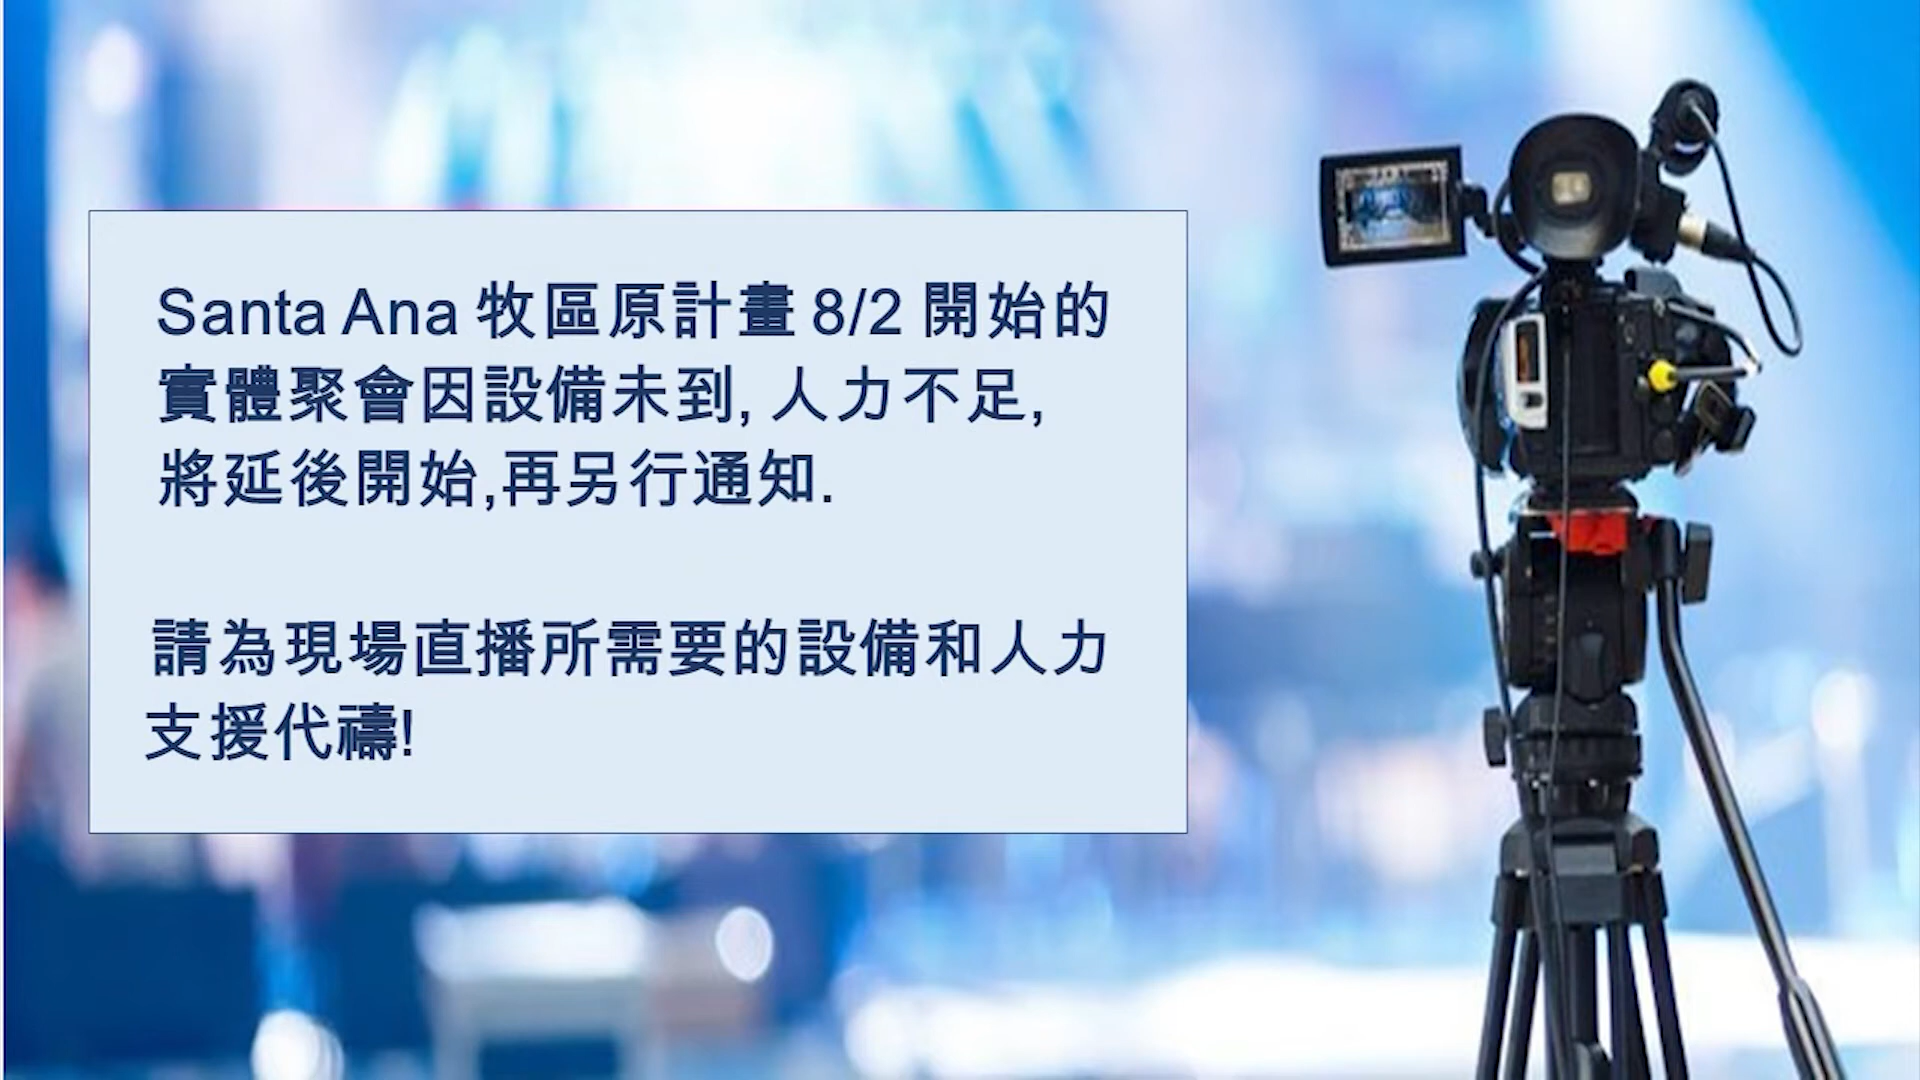 Santa Ana 牧區原計畫 8/2 開始的
實體聚會因設備未到, 人力不足,
將延後開始,再另行通知.
請為現場直播所需要的設備和人力
支援代禱!